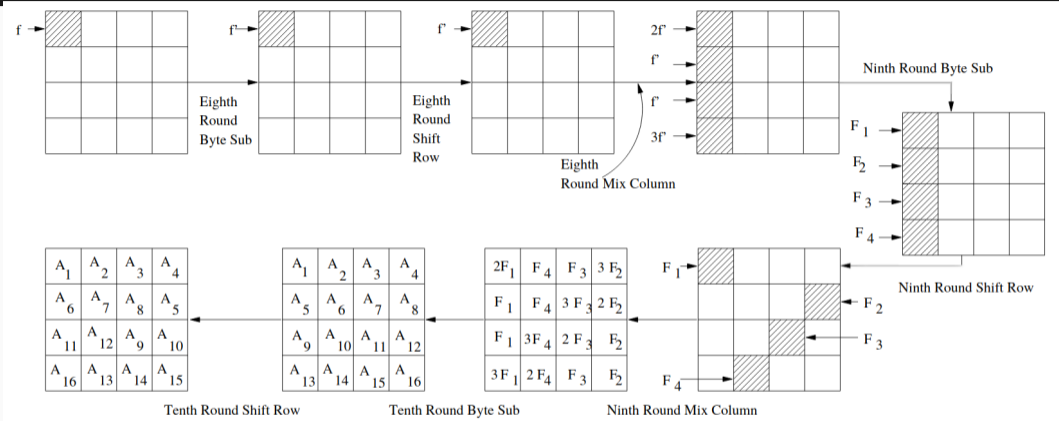 f
f'
Eighth
Round
Byte Sub
f'
Eighth
Round
Shift
Row
2f'
f'
f'
3f'
Eighth
Round Mix Column
Ninth Round Byte Sub
F1
F2
F3
F4
Ninth Round Shift Row
F1
F2
F3
F4
Ninth Round Mix Column
2F1 F4 F3 3F2
F1 F4 3F3 2F2
F1 3F4 2F3 F2
3F1 2F4 F3 F2
Tenth Round Byte Sub
A1 A2 A3 A4
A5 A6 A7 A8
A9 A10 A11 A12
A13 A14 A15 A16
Tenth Round Shift Row
A1 A2 A3 A4
A6 A7 A8 A5
A11 A12 A9 A10
A16 A13 A14 A15